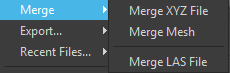 Merge
Export...
Recent Files...
Merge XYZ File
Merge Mesh
Merge LAS File